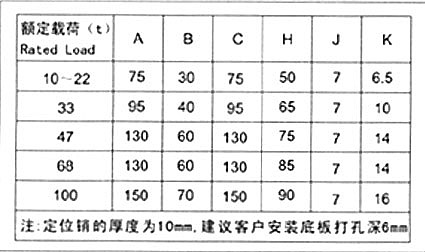 额定载荷（t） A B C H J K
Rated Load
10～22 75 30 75 50 7 6.5
33 95 40 95 65 7 10
47 130 60 130 75 7 14
68 130 60 130 85 7 14
100 150 70 150 90 7 16
注:定位销的厚度为10mm,建议客户安装底板打孔深6mm